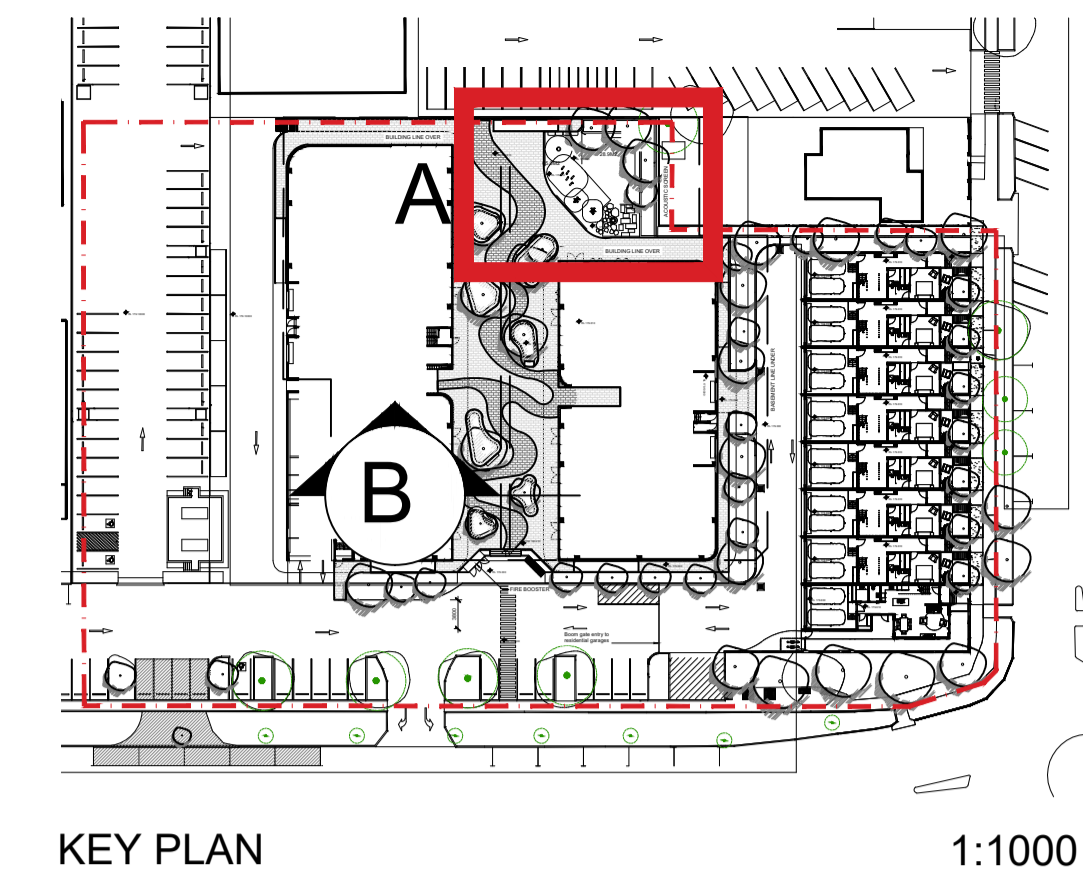 BUILDING LINE OVER
A
ACOUSTIC SCREEN
BUILDING LINE OVER
BASEMENT LINE UNDER
B
FIRE BOOSTER
3800
Boom gate entry to
residential garages
KEY PLAN
1:1000